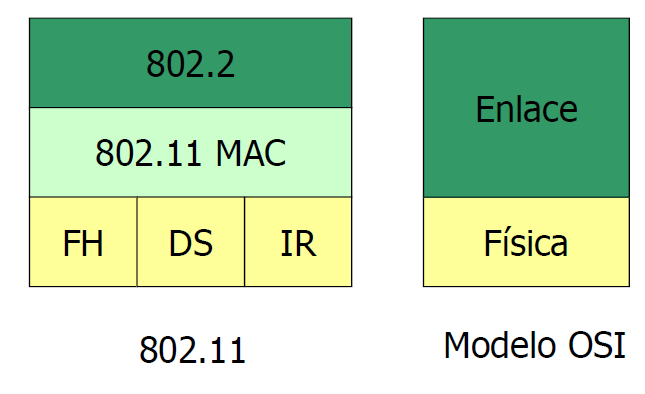 802.2
Enlace
802.11 MAC
FH DS IR
Física
802.11
Modelo OSI